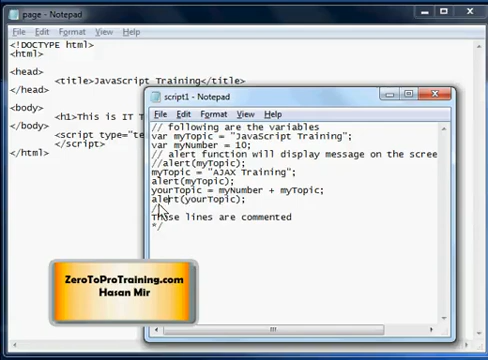 page - Notepad
File Edit Format View Help
<!DOCTYPE html>
<html>
<head>
<title>JavaScript Training</title>
</head>
<body>
<h1>This is IT T
</body>
<script type="te
</script>
</html>
script1 - Notepad
File Edit Format View Help
// following are the variables
var myTopic = "JavaScript Training";
var myNumber = 10;
// alert function will display message on the scree
//alert(myTopic);
myTopic = "AJAX Training";
alert(myTopic);
yourTopic = myNumber + myTopic;
alert(yourTopic);
lines are commented
*/
ZeroToProTraining.com
Hasan Mir